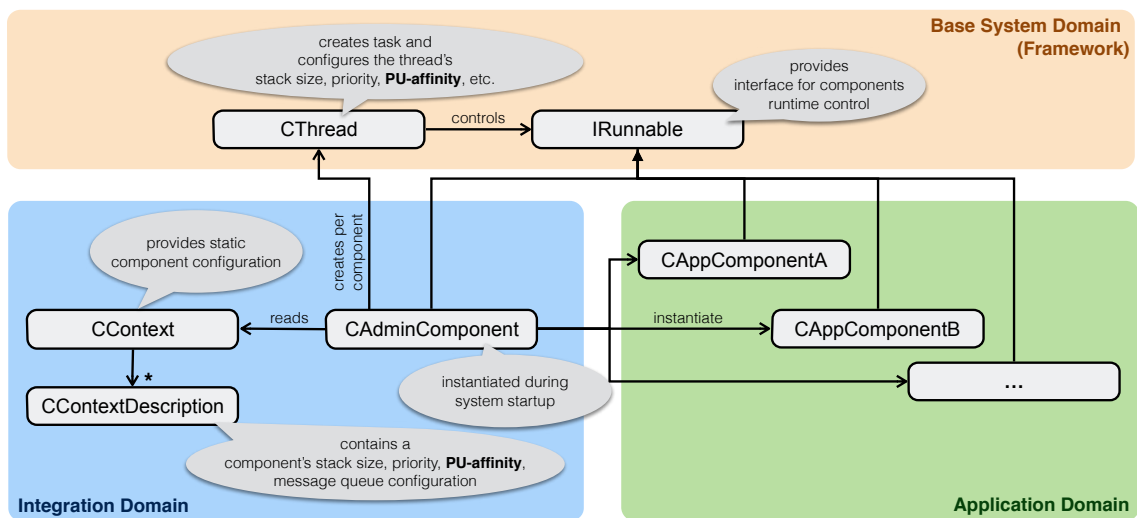 Base System Domain
(Framework)
creates task and
configures the thread's
stack size, priority, PU-affinity, etc.
provides
interface for components
runtime control
CThread
controls
IRunnable
creates per
component
provides static
component configuration
CAppComponentA
CContext
reads
CAdminComponent
instantiate
CAppComponentB
*
instantiated during
system startup
...
CContextDescription
contains a
component's stack size, priority, PU-affinity,
message queue configuration
Integration Domain
Application Domain